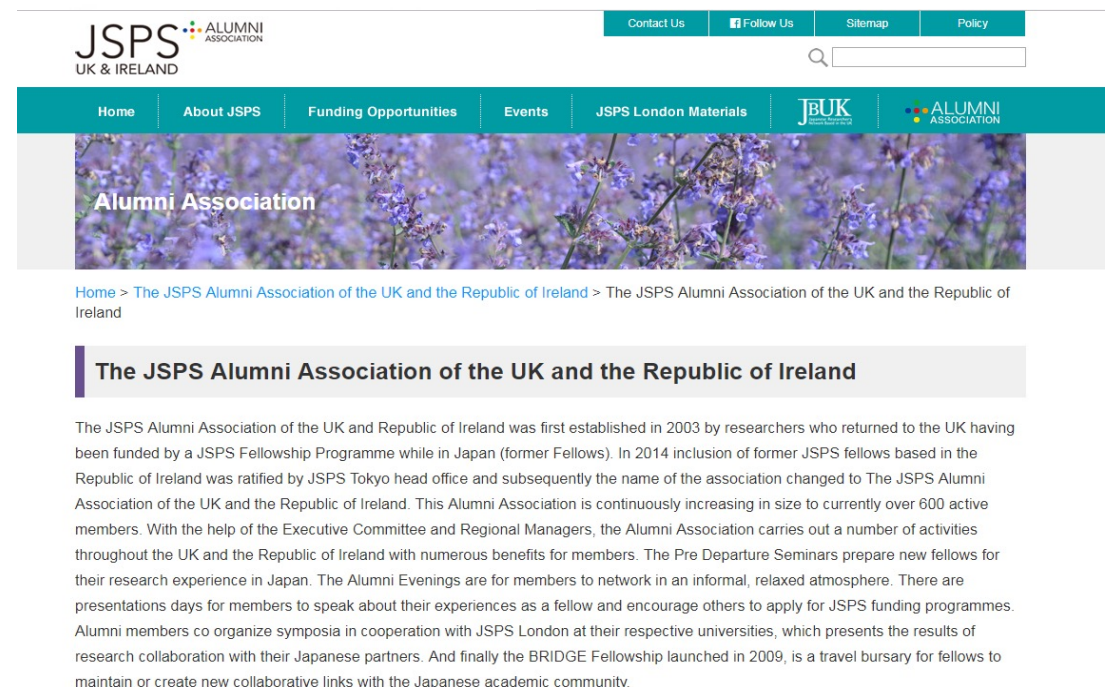 JSPS ALUMNI ASSOCIATION
UK & IRELAND
Contact Us
Follow Us
Sitemap
Policy
Home
About JSPS
Funding Opportunities
Events
JSPS London Materials
JBUK
ALUMNI
ASSOCIATION
Alumni Association
Home > The JSPS Alumni Association of the UK and the Republic of Ireland > The JSPS Alumni Association of the UK and the Republic of
Ireland
The JSPS Alumni Association of the UK and the Republic of Ireland
The JSPS Alumni Association of the UK and Republic of Ireland was first established in 2003 by researchers who returned to the UK having
been funded by a JSPS Fellowship Programme while in Japan (former Fellows). In 2014 inclusion of former JSPS fellows based in the
Republic of Ireland was ratified by JSPS Tokyo head office and subsequently the name of the association changed to The JSPS Alumni
Association of the UK and the Republic of Ireland. This Alumni Association is continuously increasing in size to currently over 600 active
members. With the help of the Executive Committee and Regional Managers, the Alumni Association carries out a number of activities
throughout the UK and the Republic of Ireland with numerous benefits for members. The Pre Departure Seminars prepare new fellows for
their research experience in Japan. The Alumni Evenings are for members to network in an informal, relaxed atmosphere. There are
presentations days for members to speak about their experiences as a fellow and encourage others to apply for JSPS funding programmes.
Alumni members co organize symposia in cooperation with JSPS London at their respective universities, which presents the results of
research collaboration with their Japanese partners. And finally the BRIDGE Fellowship launched in 2009, is a travel bursary for fellows to
maintain or create new collaborative links with the Japanese academic community.